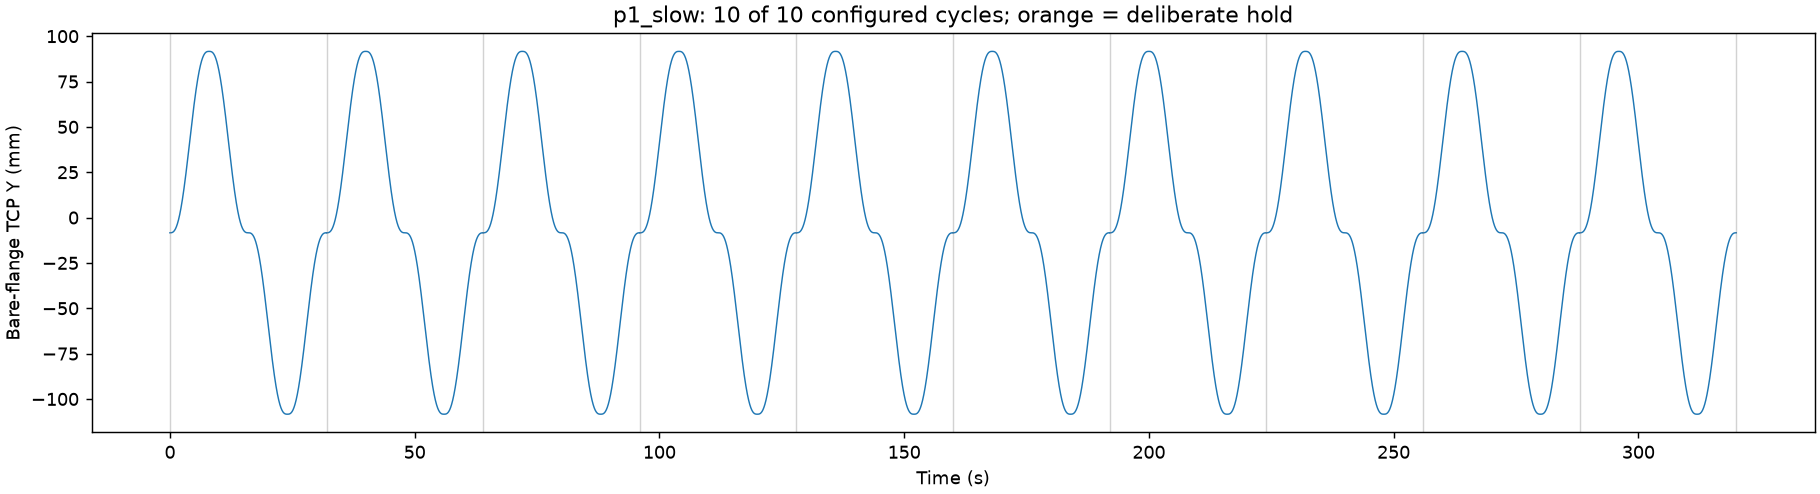 p1_slow: 10 of 10 configured cycles; orange = deliberate hold
Bare-flange TCP Y (mm)
100
75
50
25
0
−25
−50
−75
−100
0 50 100 150 200 250 300
Time (s)